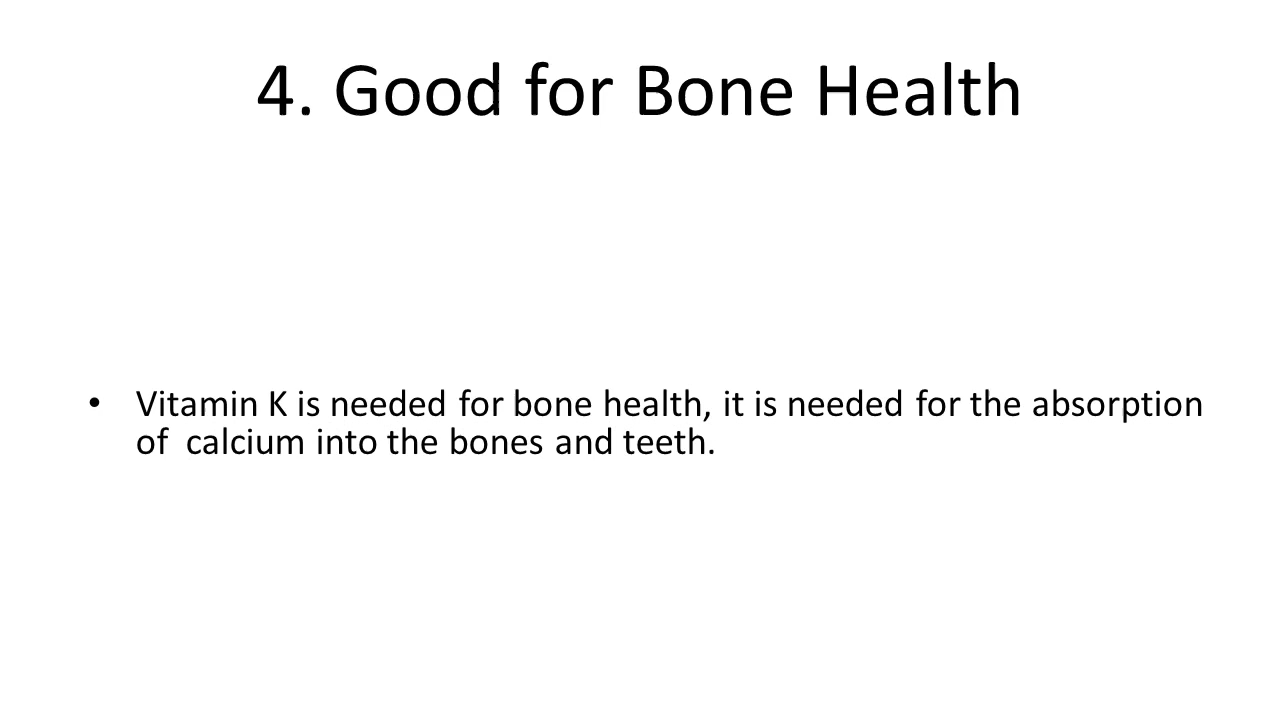 4. Good for Bone Health
• Vitamin K is needed for bone health, it is needed for the absorption
of  calcium into the bones and teeth.